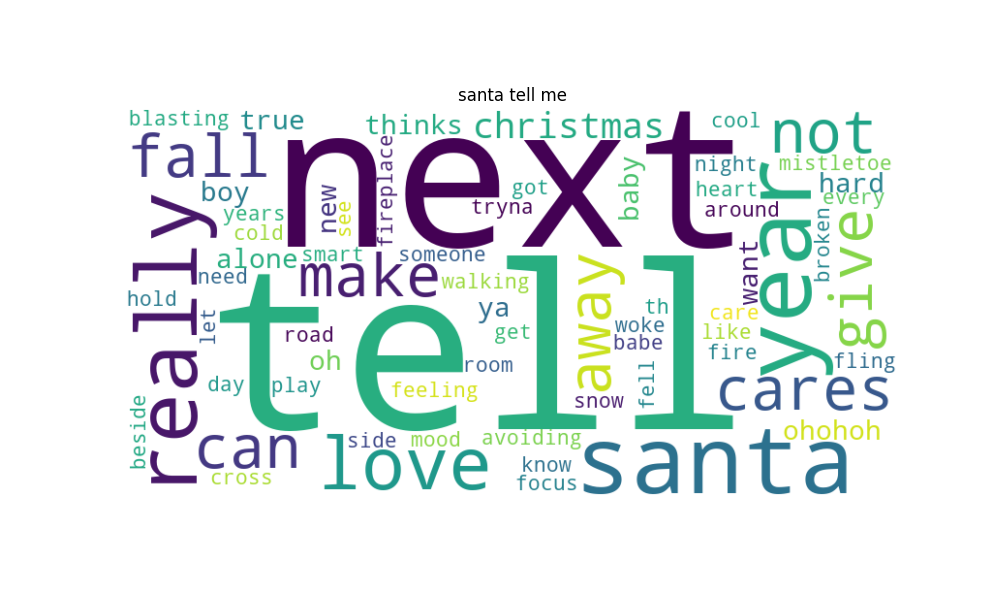 santa tell me
blasting
true
thinks
christmas
cool
not
fall
next
night
mistletoe
boy
new
see
fireplace
got
tryna
baby
heart
hard
every
around
years
cold
really
alone
smart
someone
year
give
broken
want
need
make
walking
away
hold
let
tell
ya
th
care
road
get
woke
babe
like
fire
oh
room
fling
day
play
feeling
snow
fell
cares
beside
can
side
mood
avoiding
ohohoh
love
know
santa
cross
focus